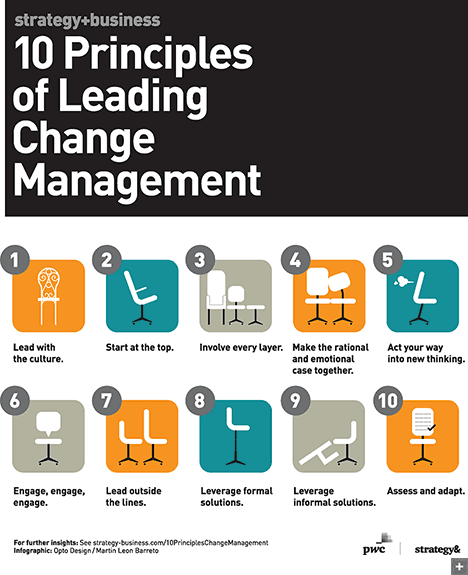 strategy+business
10 Principles
of Leading
Change
Management
1
Lead with
the culture.
2
Start at the top.
3
Involve every layer.
4
Make the rational
and emotional
case together.
5
Act your way
into new thinking.
6
Engage, engage,
engage.
7
Lead outside
the lines.
8
Leverage formal
solutions.
9
Leverage
informal solutions.
10
Assess and adapt.
For further insights: See strategy-business.com/10PrinciplesChangeManagement
Infographic: Opto Design / Martin Leon Barreto
pwc
strategy&
+